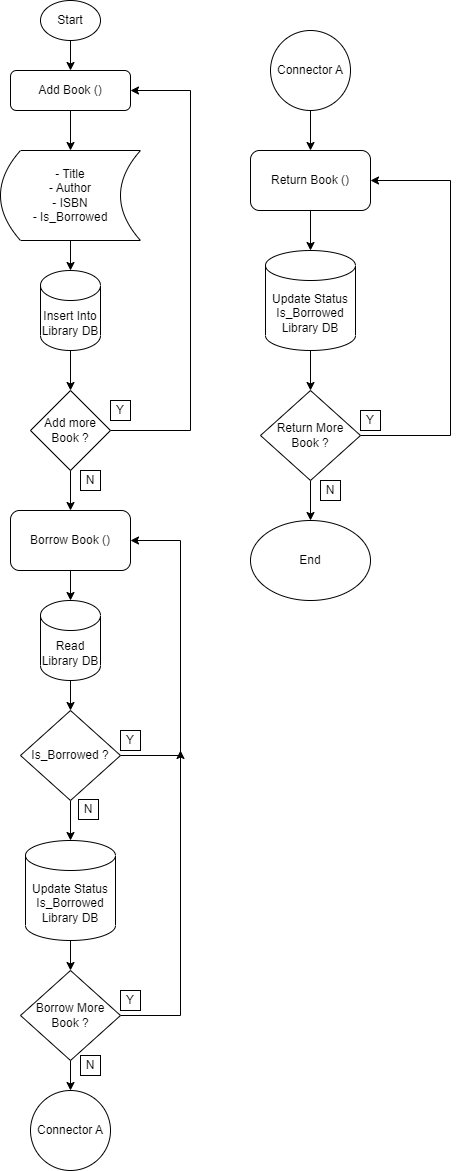 Start
Add Book ()
- Title
- Author
- ISBN
- Is_Borrowed
Insert Into
Library DB
Add more
Book ?
Y
N
Borrow Book ()
Read
Library DB
Is_Borrowed ?
Y
N
Update Status
Is_Borrowed
Library DB
Borrow More
Book ?
Y
N
Connector A
Connector A
Return Book ()
Update Status
Is_Borrowed
Library DB
Return More
Book ?
Y
N
End